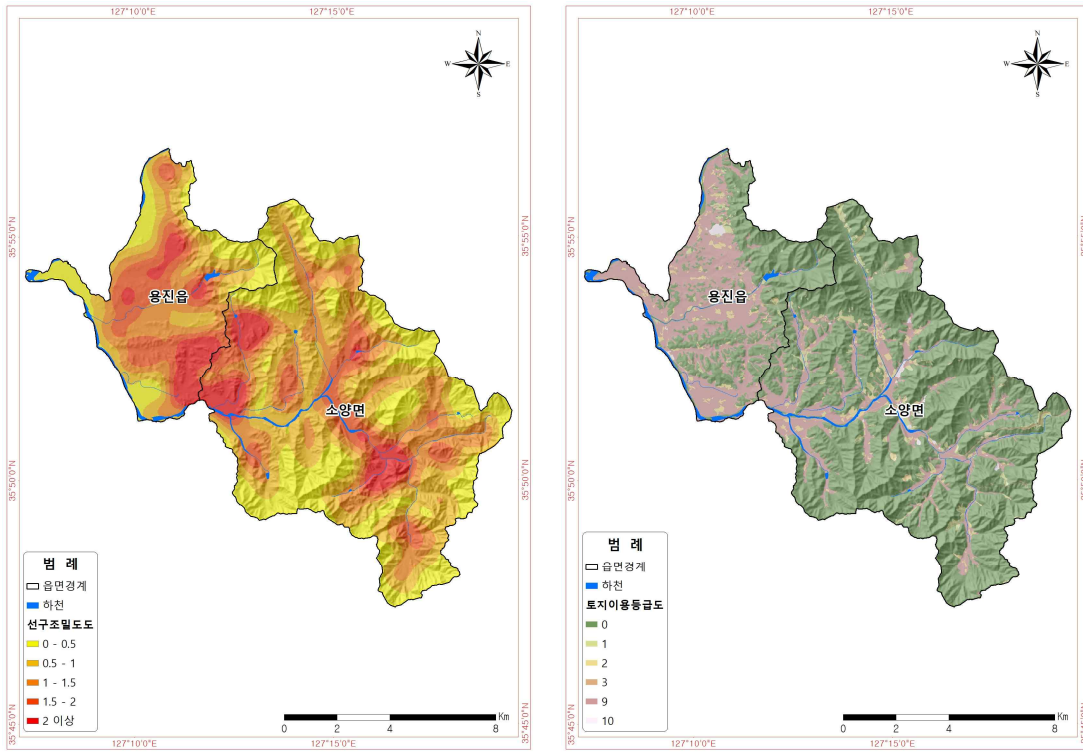 127°10'0"E 127°15'0"E
N
W E
S
35°55'0"N 35°55'0"N
용진읍
소양면
35°50'0"N 35°50'0"N
범 례
읍면경계
하천
선구조밀도도
0 - 0.5
0.5 - 1
1 - 1.5
1.5 - 2
2 이상
Km
0 2 4 8
35°45'0"N 35°45'0"N
127°10'0"E 127°15'0"E
127°10'0"E 127°15'0"E
N
W E
S
35°55'0"N
용진읍
소양면
35°50'0"N
범 례
읍면경계
하천
토지이용등급도
0
1
2
3
9
10
Km
0 2 4 8
35°45'0"N
127°10'0"E 127°15'0"E